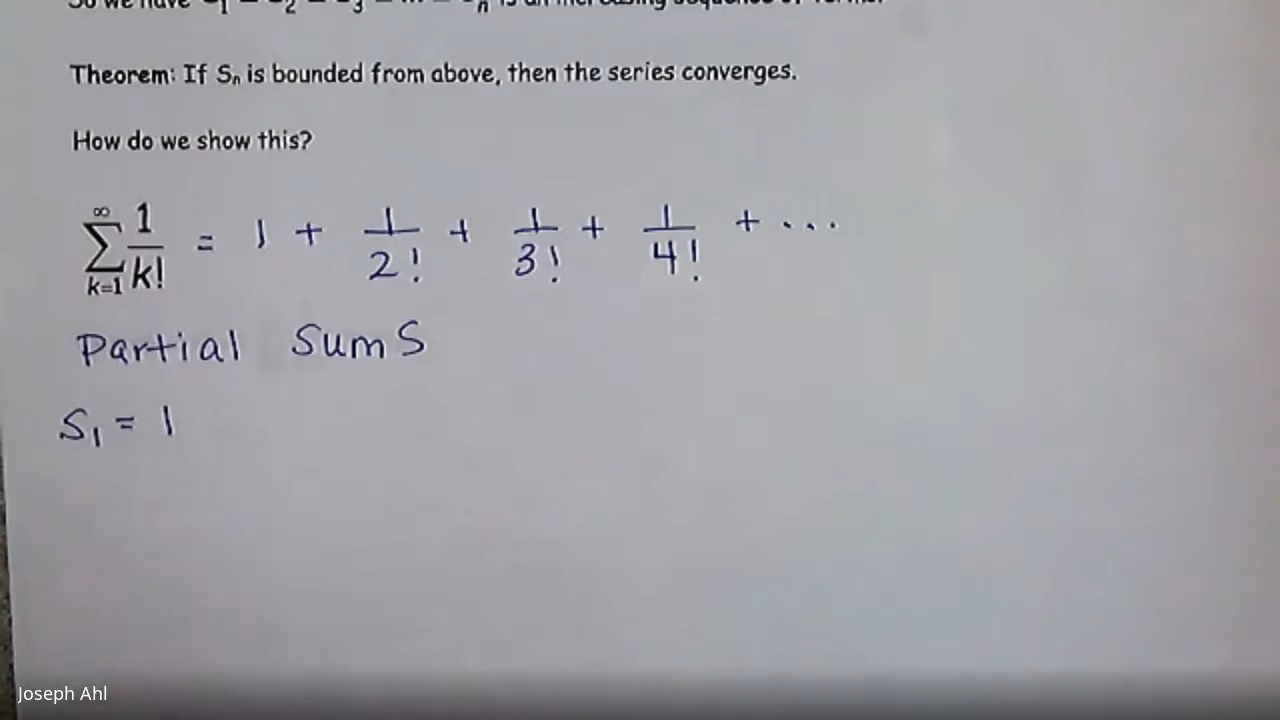 Theorem: If Sₙ is bounded from above, then the series converges.
How do we show this?
∞∑k=1 1/k! = 1 + 1/2! + 1/3! + 1/4! + ...
Partial Sums
S₁ = 1
Joseph Ahl